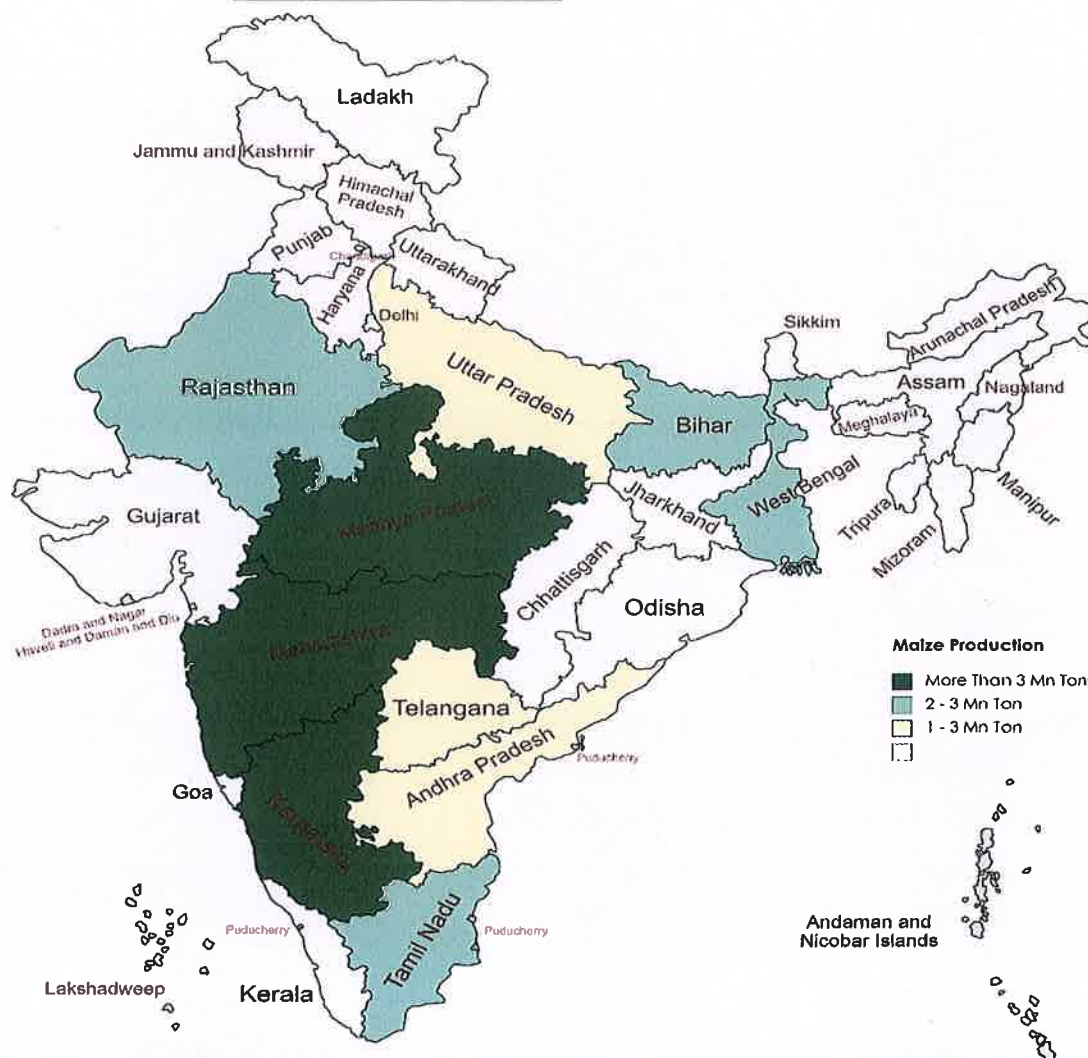 Ladakh
Jammu and Kashmir
Himachal
Pradesh
Punjab
Uttarakhand
Haryana
Delhi
Sikkim
Arunachal Pradesh
Rajasthan
Uttar Pradesh
Assam
Nagaland
Bihar
Meghalaya
Gujarat
Jharkhand
West Bengal
Manipur
Tripura
Mizoram
Chhattisgarh
Odisha
Dadra and Nagar
Haveli and Daman and Diu
Maharashtra
Maize Production
More Than 3 Mn Ton
2 - 3 Mn Ton
1 - 3 Mn Ton
Telangana
Andhra Pradesh
Puducherry
Goa
Karnataka
Puducherry
Puducherry
Tamil Nadu
Andaman and
Nicobar Islands
Lakshadweep
Kerala